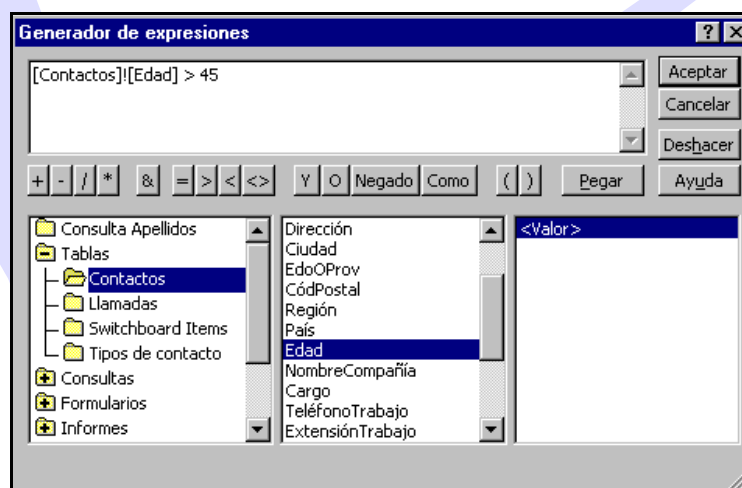 Generador de expresiones
[Contactos]![Edad] > 45
Aceptar
Cancelar
Deshacer
+ - / * & = > < <> Y O Negado Como ( ) Pegar Ayuda
Consulta Apellidos
Tablas
Contactos
Llamadas
Switchboard Items
Tipos de contacto
Consultas
Formularios
Informes
Dirección
Ciudad
EdoOProv
CódPostal
Región
País
Edad
NombreCompañía
Cargo
TeléfonoTrabajo
ExtensiónTrabajo
<Valor>